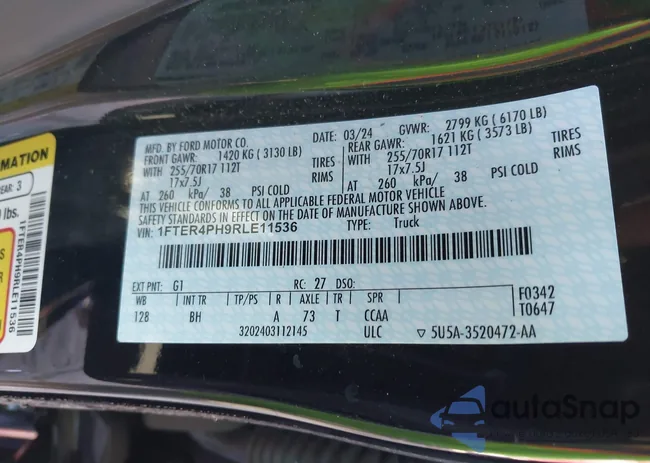 MFD. BY FORD MOTOR CO. DATE: 03/24 GVWR: 2799 KG ( 6170 LB)
FRONT GAWR: 1420 KG ( 3130 LB) REAR GAWR: 1621 KG ( 3573 LB)
WITH 255/70R17 112T TIRES WITH 255/70R17 112T TIRES
17x7.5J RIMS 17x7.5J RIMS
AT 260 kPa/ 38 PSI COLD AT 260 kPa/ 38 PSI COLD
THIS VEHICLE CONFORMS TO ALL APPLICABLE FEDERAL MOTOR VEHICLE
SAFETY STANDARDS IN EFFECT ON THE DATE OF MANUFACTURE SHOWN ABOVE.
VIN: 1FTER4PH9RLE11536 TYPE: Truck
EXT PNT: G1 RC: 27 DSO:
WB INT TR TP/PS R AXLE TR SPR F0342
128 BH A 73 T CCAA T0647
3202403112145 ULC ▽ 5U5A-3520472-AA
RMATION
EAR: 3
lbs.
1FTER4PH9RLE11536
autoSnap